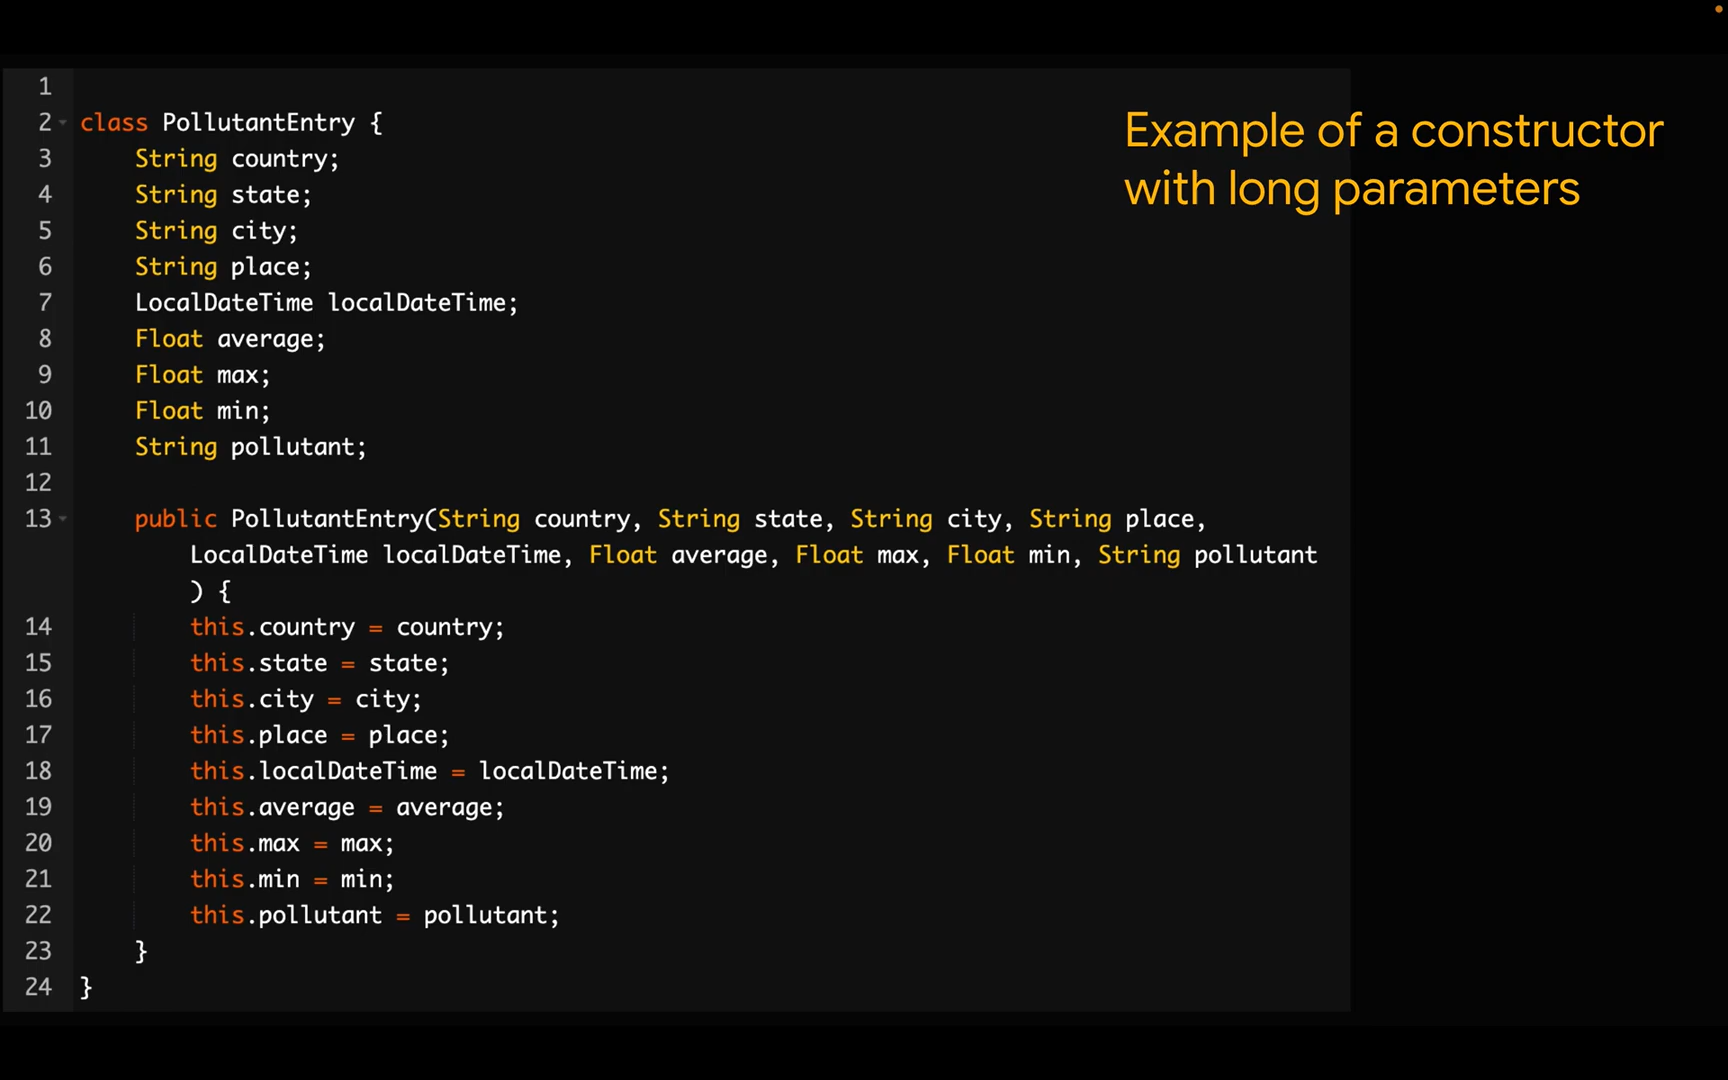 1
2 class PollutantEntry {
3 String country;
4 String state;
5 String city;
6 String place;
7 LocalDateTime localDateTime;
8 Float average;
9 Float max;
10 Float min;
11 String pollutant;
12
13 public PollutantEntry(String country, String state, String city, String place,
LocalDateTime localDateTime, Float average, Float max, Float min, String pollutant
) {
14 this.country = country;
15 this.state = state;
16 this.city = city;
17 this.place = place;
18 this.localDateTime = localDateTime;
19 this.average = average;
20 this.max = max;
21 this.min = min;
22 this.pollutant = pollutant;
23 }
24 }
Example of a constructor
with long parameters